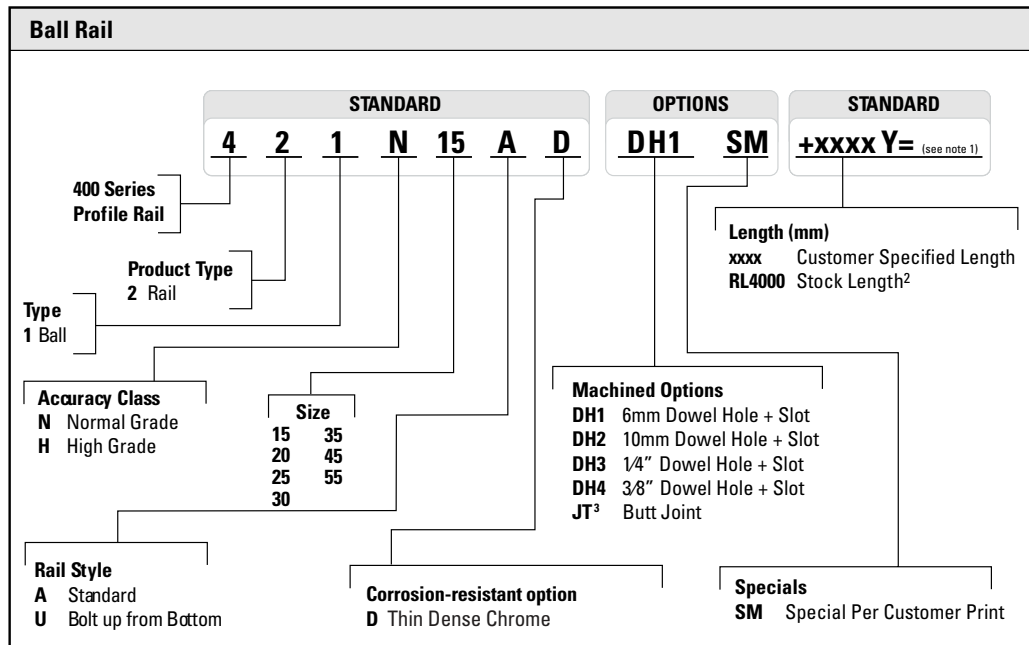 Ball Rail
STANDARD OPTIONS STANDARD
4 2 1 N 15 A D DH1 SM +xxxx Y= (see note 1)
400 Series
Profile Rail
Product Type
2 Rail
Type
1 Ball
Length (mm)
xxxx Customer Specified Length
RL4000 Stock Length²
Accuracy Class
N Normal Grade
H High Grade
Size
15 35
20 45
25 55
30
Machined Options
DH1 6mm Dowel Hole + Slot
DH2 10mm Dowel Hole + Slot
DH3 1⁄4” Dowel Hole + Slot
DH4 3⁄8” Dowel Hole + Slot
JT³ Butt Joint
Rail Style
A Standard
U Bolt up from Bottom
Corrosion-resistant option
D Thin Dense Chrome
Specials
SM Special Per Customer Print